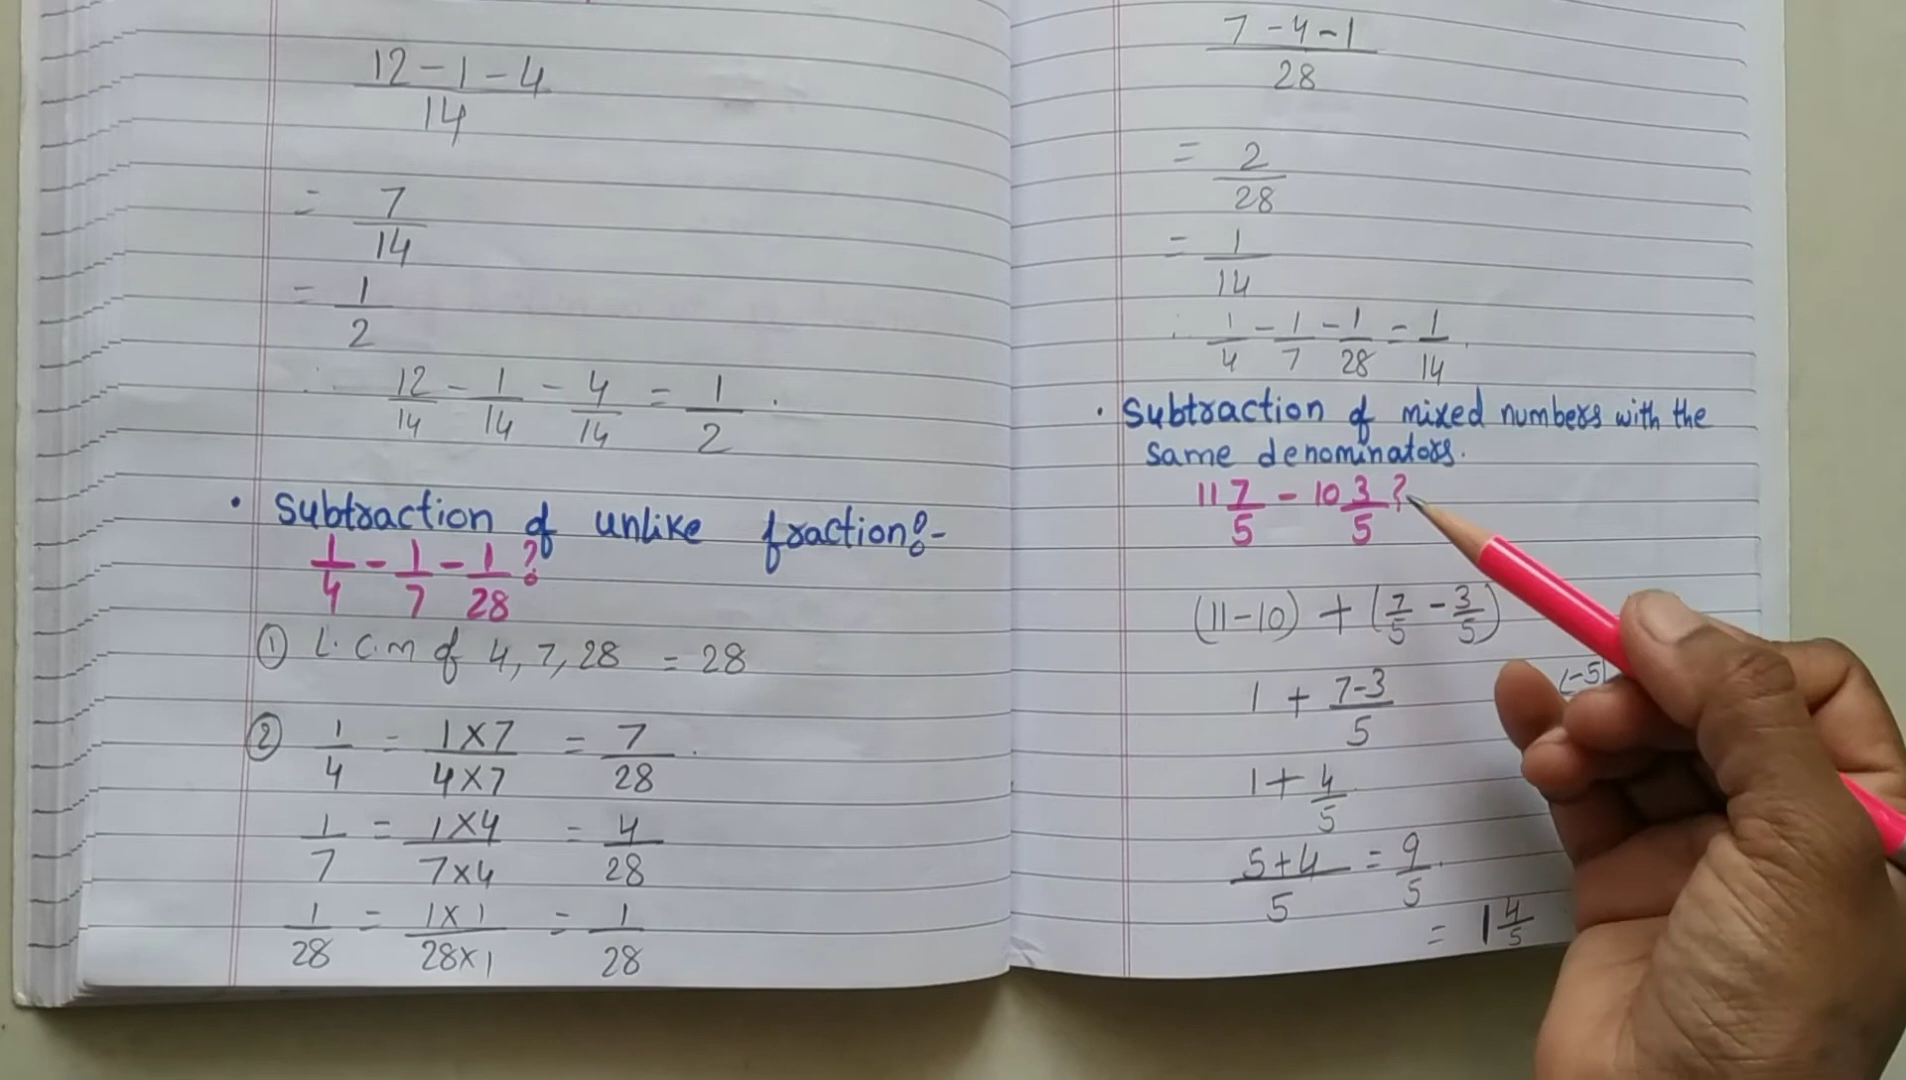 12 - 1 - 4
14
= 7
14
= 1
2
∴ 12/14 - 1/14 - 4/14 = 1/2 .
• Subtraction of unlike fraction:-
1/4 - 1/7 - 1/28 ?
① L.C.M of 4, 7, 28 = 28
② 1/4 = 1×7/4×7 = 7/28 .
1/7 = 1×4/7×4 = 4/28
1/28 = 1×1/28×1 = 1/28
7 - 4 - 1
28
= 2
28
= 1
14
∴ 1/4 - 1/7 - 1/28 = 1/14 .
• Subtraction of mixed numbers with the
same denominators.
11 7/5 - 10 3/5 ?
(11-10) + (7/5 - 3/5)
1 + 7-3/5
1 + 4/5
5+4/5 = 9/5 .
= 1 4/5